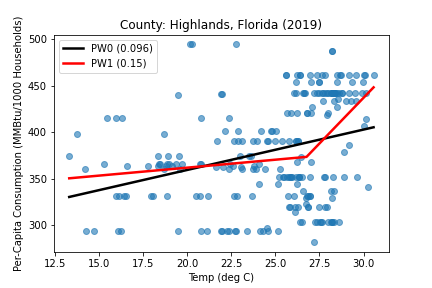 County: Highlands, Florida (2019)
PW0 (0.096)
PW1 (0.15)
Per-Capita Consumption (MMBtu/1000 Households)
500
450
400
350
300
12.5 15.0 17.5 20.0 22.5 25.0 27.5 30.0
Temp (deg C)